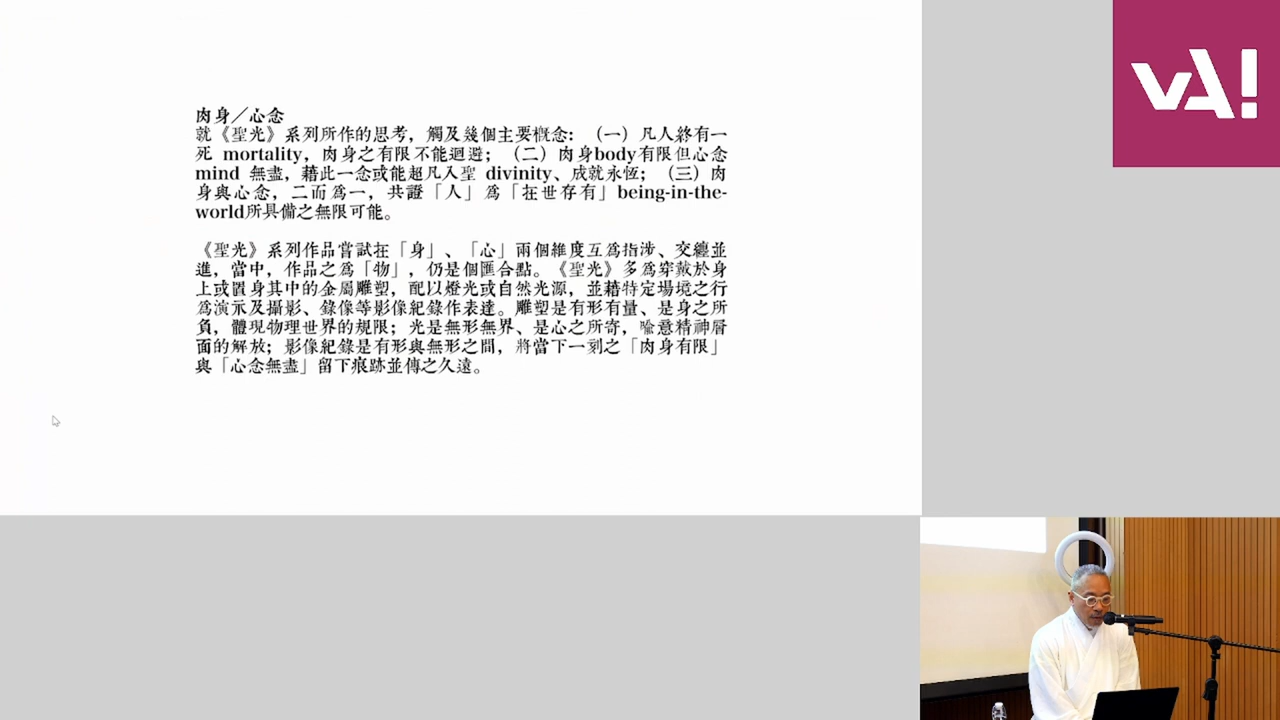 肉身／心念
就《聖光》系列所作的思考，觸及幾個主要概念：（一）凡人終有一
死 mortality，肉身之有限不能迴避；（二）肉身body有限但心念
mind 無盡，藉此一念或能超凡入聖 divinity、成就永恆；（三）肉
身與心念，二而為一，共證「人」為「在世存有」being-in-the-
world所具備之無限可能。
《聖光》系列作品嘗試在「身」、「心」兩個維度互為指涉、交纏並
進，當中，作品之為「物」，仍是個匯合點。《聖光》多為穿戴於身
上或置身其中的金屬雕塑，配以燈光或自然光源，並藉特定場境之行
為演示及攝影、錄像等影像紀錄作表達。雕塑是有形有量、是身之所
負，體現物理世界的規限；光是無形無界、是心之所寄，喻意精神層
面的解放；影像紀錄是有形與無形之間，將當下一刻之「肉身有限」
與「心念無盡」留下痕跡並傳之久遠。
vA!